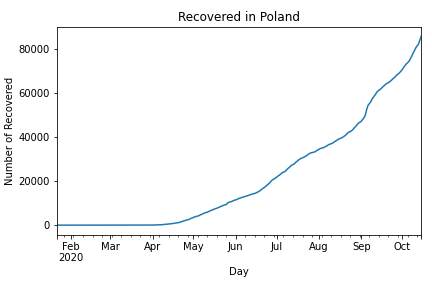 Recovered in Poland
Number of Recovered
80000
60000
40000
20000
0
Feb Mar Apr May Jun Jul Aug Sep Oct
2020
Day